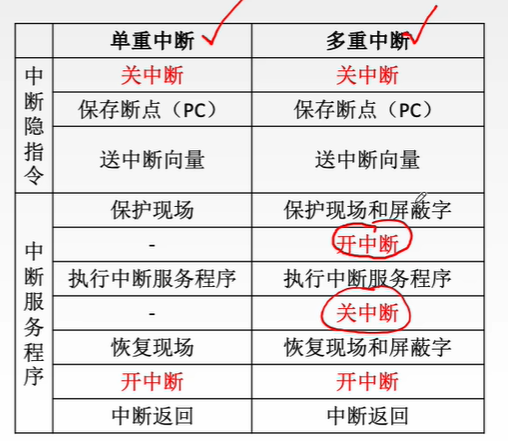 单重中断 多重中断
中断隐指令
关中断 关中断
保存断点（PC） 保存断点（PC）
送中断向量 送中断向量
中断服务程序
保护现场 保护现场和屏蔽字
- 开中断
执行中断服务程序 执行中断服务程序
- 关中断
恢复现场 恢复现场和屏蔽字
开中断 开中断
中断返回 中断返回